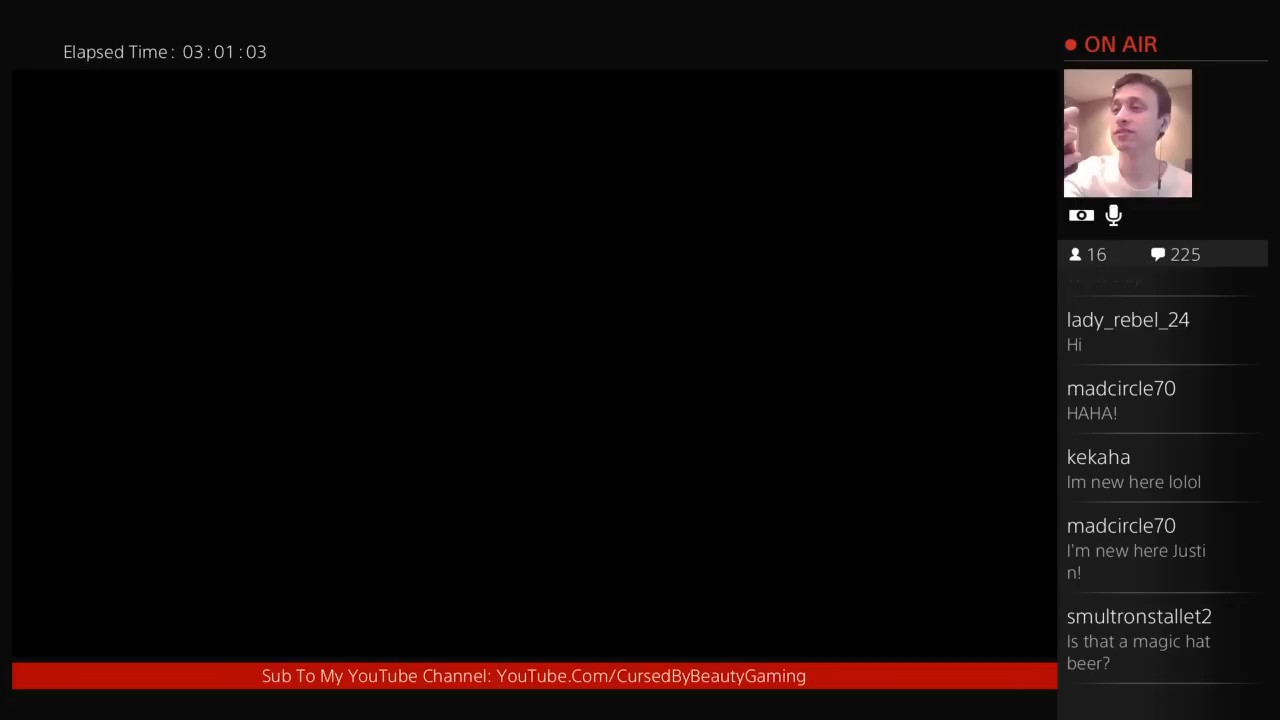 Elapsed Time: 03:01:03
ON AIR
16
225
lady_rebel_24
Hi
madcircle70
HAHA!
kekaha
Im new here lolol
madcircle70
I'm new here Justi
n!
smultronstallet2
Is that a magic hat
beer?
Sub To My YouTube Channel: YouTube.Com/CursedByBeautyGaming